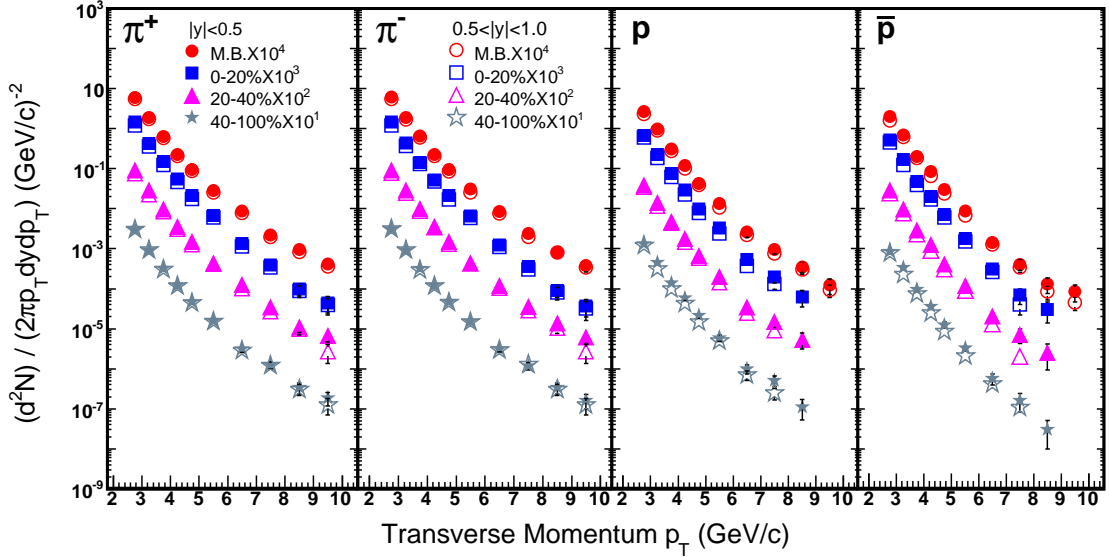 (d²N) / (2πp_T dydp_T) (GeV/c)⁻²
10³
10
10⁻¹
10⁻³
10⁻⁵
10⁻⁷
10⁻⁹
π⁺
|y|<0.5
M.B.X10⁴
0-20%X10³
20-40%X10²
40-100%X10¹
π⁻
0.5<|y|<1.0
M.B.X10⁴
0-20%X10³
20-40%X10²
40-100%X10¹
p
p̅
2 3 4 5 6 7 8 9 10
2 3 4 5 6 7 8 9 10
2 3 4 5 6 7 8 9 10
2 3 4 5 6 7 8 9 10
Transverse Momentum p_T (GeV/c)